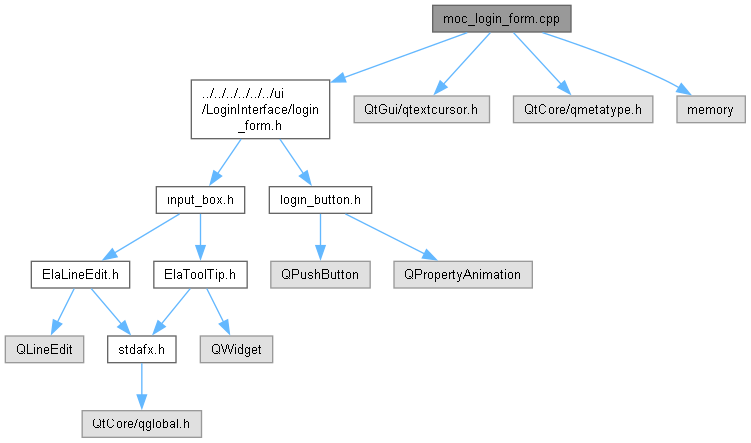 moc_login_form.cpp
../../../../../../ui
/LoginInterface/login
_form.h
QtGui/qtextcursor.h
QtCore/qmetatype.h
memory
input_box.h
login_button.h
ElaLineEdit.h
ElaToolTip.h
QPushButton
QPropertyAnimation
QLineEdit
stdafx.h
QWidget
QtCore/qglobal.h